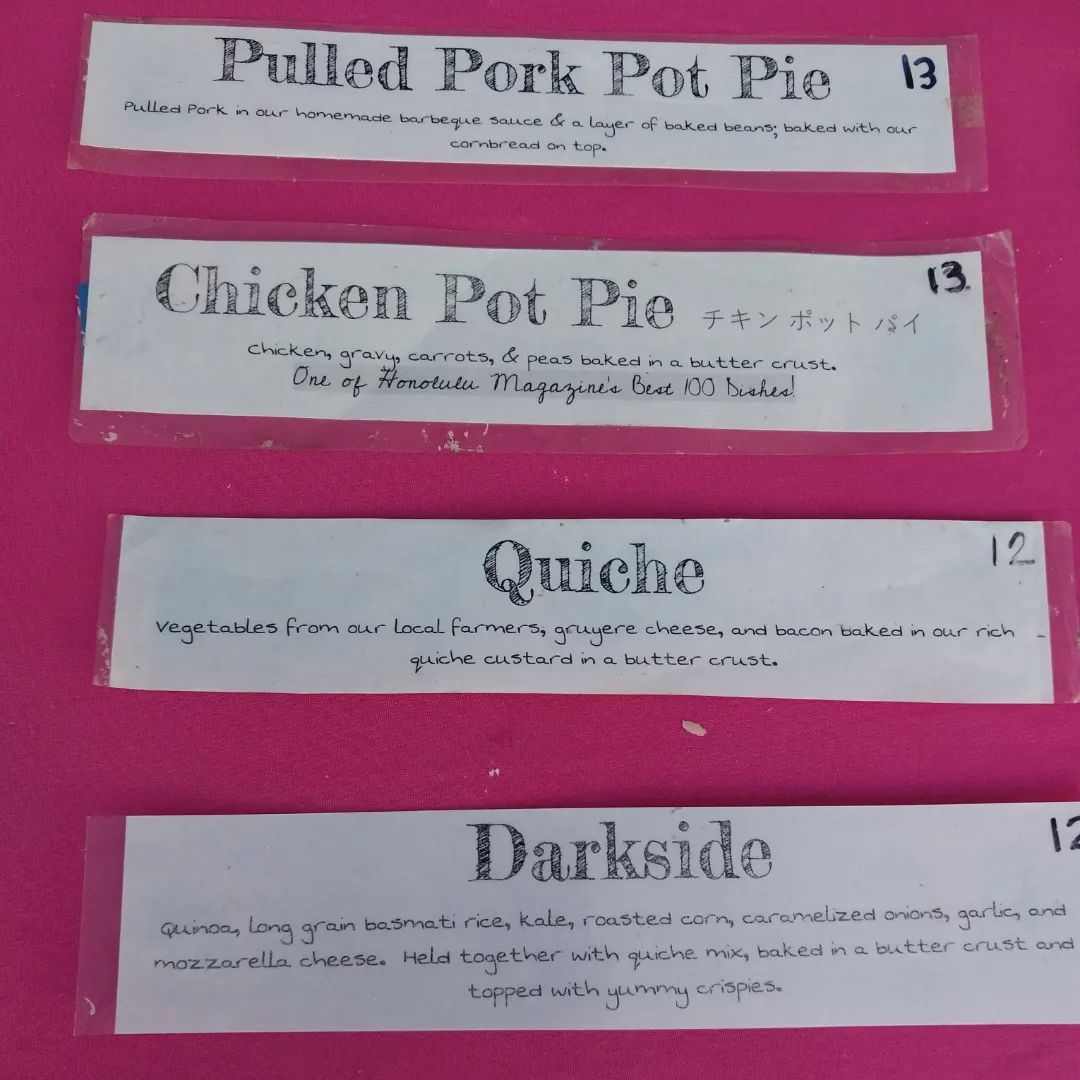 Pulled Pork Pot Pie 13
Pulled Pork in our homemade barbeque sauce & a layer of baked beans; baked with our
cornbread on top.
Chicken Pot Pie チキン ポット パイ 13
Chicken, gravy, carrots, & peas baked in a butter crust.
One of Honolulu Magazine's Best 100 Dishes!
Quiche 12
Vegetables from our local farmers, gruyere cheese, and bacon baked in our rich
quiche custard in a butter crust.
Darkside 12
Quinoa, long grain basmati rice, kale, roasted corn, caramelized onions, garlic, and
mozzarella cheese. Held together with quiche mix, baked in a butter crust and
topped with yummy crispies.